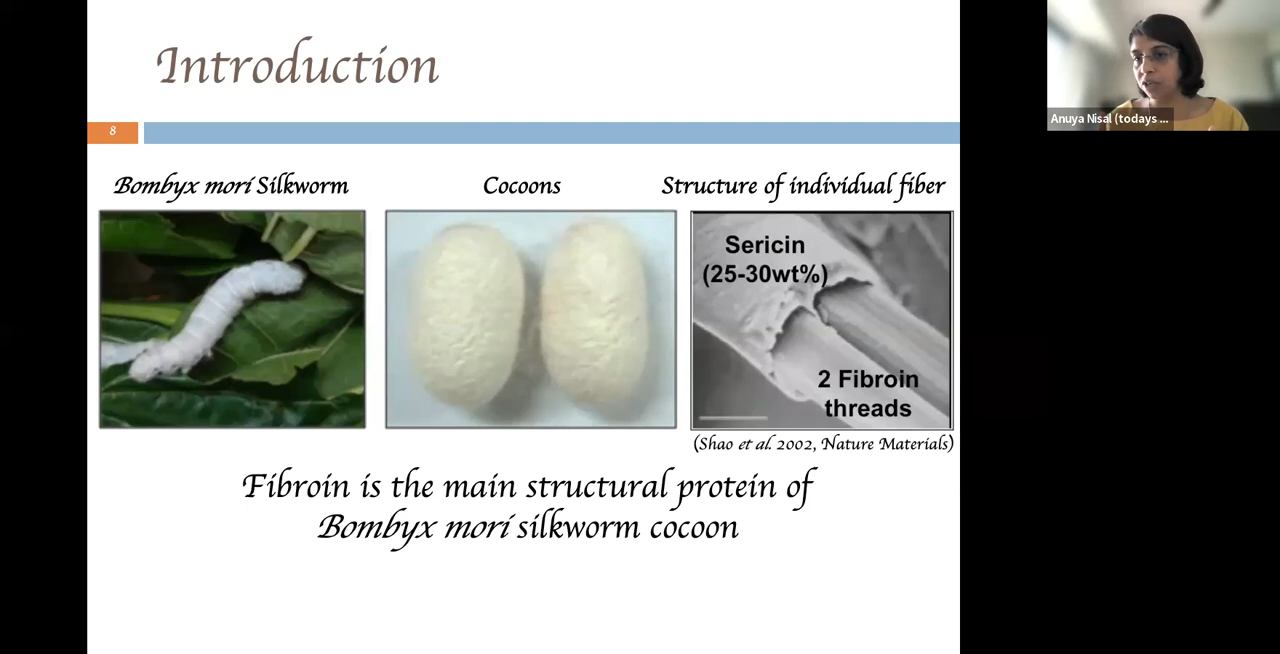 Introduction
8
Bombyx mori Silkworm
Cocoons
Structure of individual fiber
Sericin
(25-30wt%)
2 Fibroin
threads
(Shao et al. 2002, Nature Materials)
Fibroin is the main structural protein of
Bombyx mori silkworm cocoon
Anuya Nisal (todays ...